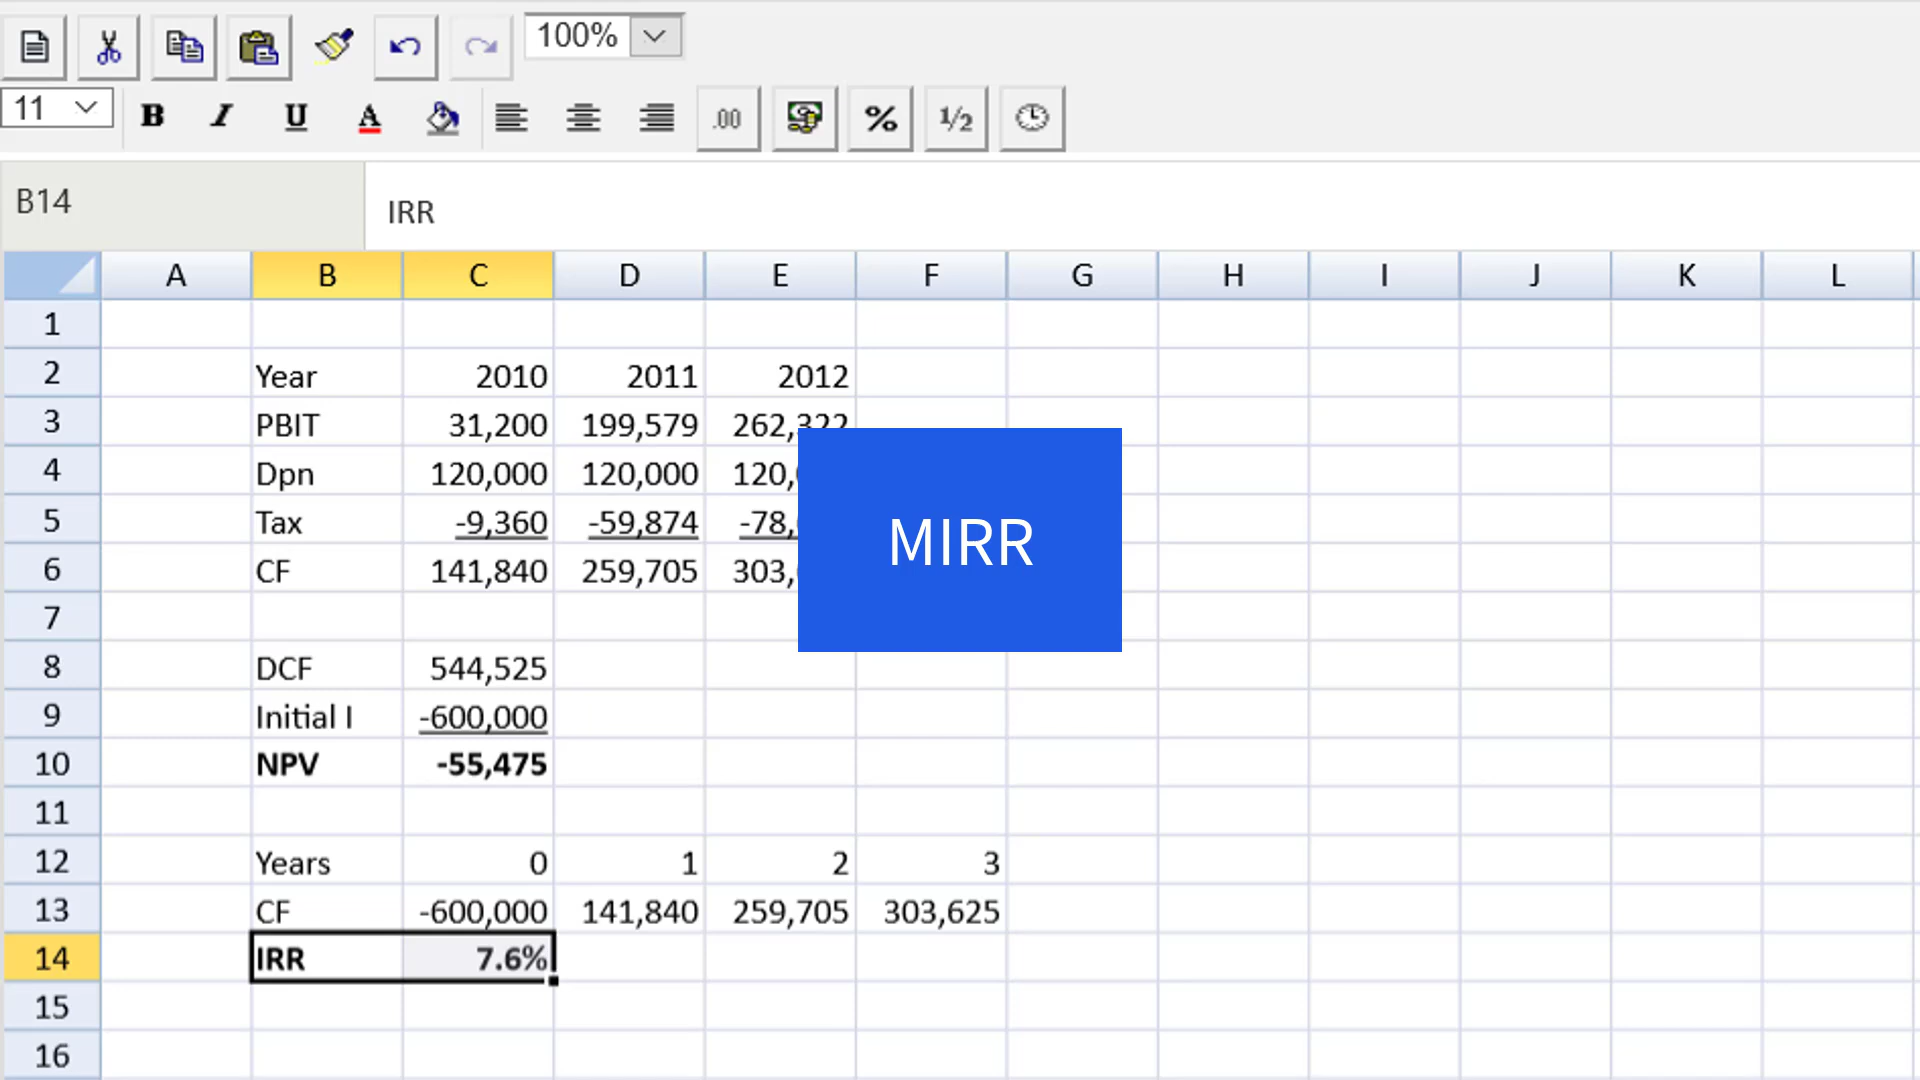 100%
11 B I U A .00 % 1/2
B14 IRR
A B C D E F G H I J K L
1
2 Year 2010 2011 2012
3 PBIT 31,200 199,579 262,322
4 Dpn 120,000 120,000 120,
5 Tax -9,360 -59,874 -78,
6 CF 141,840 259,705 303,
MIRR
7
8 DCF 544,525
9 Initial I -600,000
10 NPV -55,475
11
12 Years 0 1 2 3
13 CF -600,000 141,840 259,705 303,625
14 IRR 7.6%
15
16